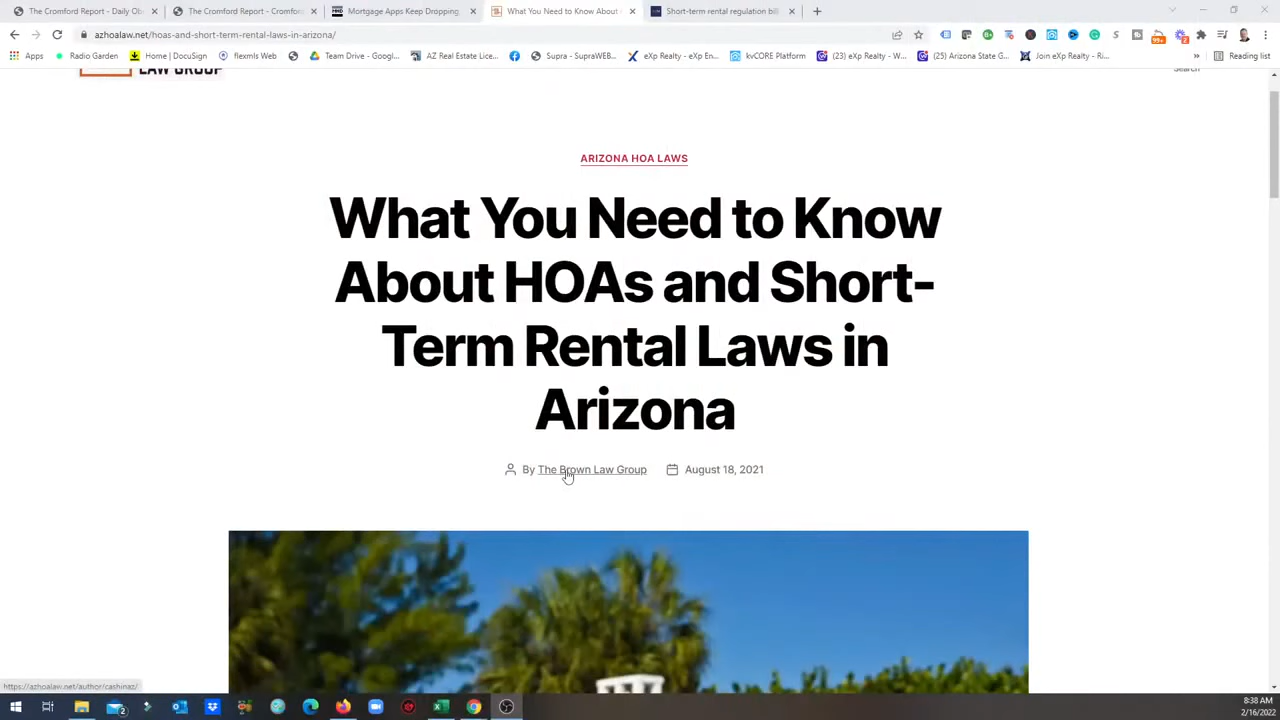 The Cromford Report - Daily Ob
The Cromford Report - Cromfor
Mortgage Apps Keep Dropping
What You Need to Know About
Short-term rental regulation bill
azhoalaw.net/hoas-and-short-term-rental-laws-in-arizona/
99+
Apps
Radio Garden
Home | DocuSign
flexmls Web
Team Drive - Googl...
AZ Real Estate Lice...
Supra - SupraWEB...
eXp Realty - eXp En...
kvCORE Platform
(23) eXp Realty - W...
(25) Arizona State G...
Join eXp Realty - Ri...
Reading list
LAW GROUP
Search
ARIZONA HOA LAWS
What You Need to Know
About HOAs and Short-
Term Rental Laws in
Arizona
By The Brown Law Group
August 18, 2021
https://azhoalaw.net/author/cashinaz/
8:38 AM
2/16/2022